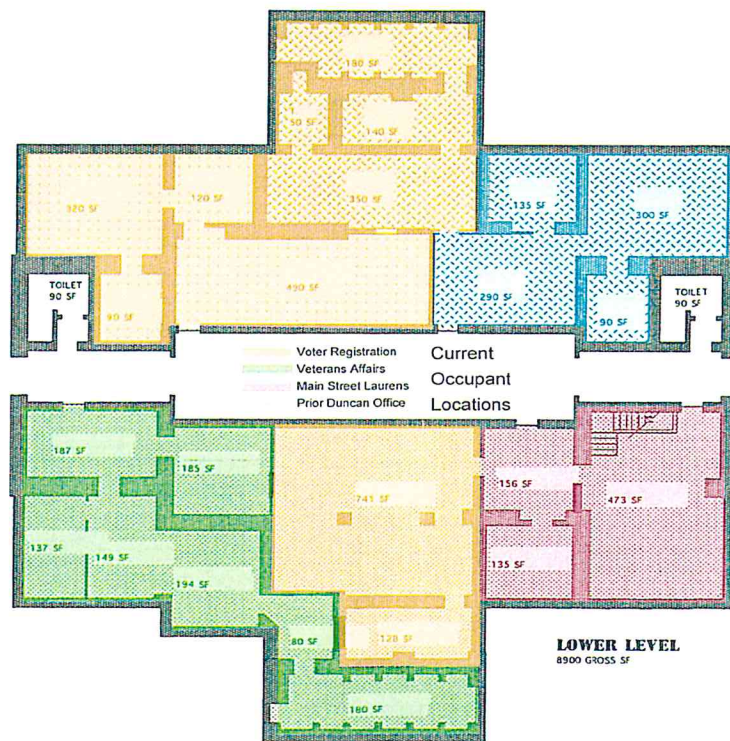 180 SF
50 SF
140 SF
320 SF
120 SF
350 SF
135 SF
300 SF
TOILET
90 SF
90 SF
490 SF
290 SF
90 SF
TOILET
90 SF
Voter Registration
Veterans Affairs
Main Street Laurens
Prior Duncan Office
Current
Occupant
Locations
187 SF
185 SF
741 SF
156 SF
473 SF
137 SF
149 SF
194 SF
135 SF
80 SF
128 SF
180 SF
LOWER LEVEL
8900 GROSS SF